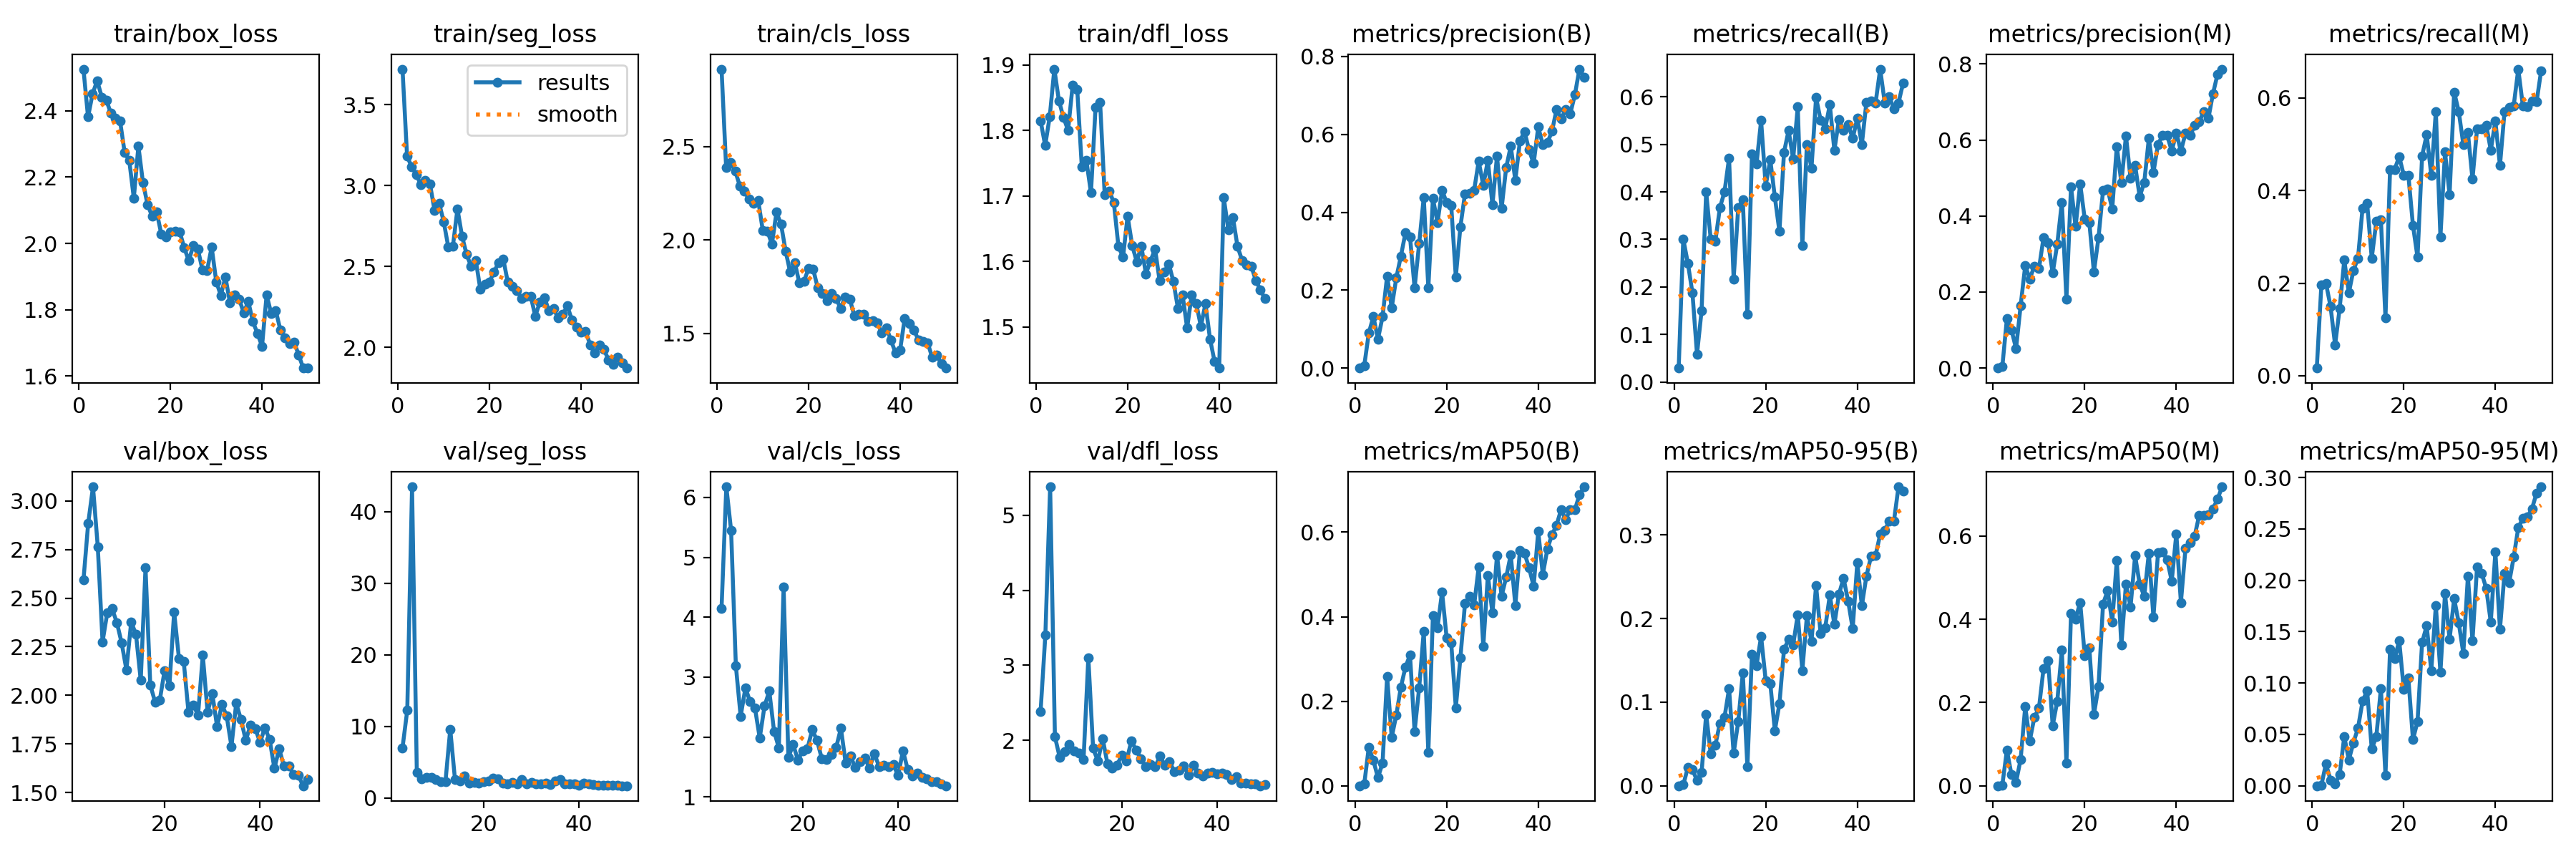 train/box_loss
2.4
2.2
2.0
1.8
1.6
0 20 40
train/seg_loss
results
smooth
3.5
3.0
2.5
2.0
0 20 40
train/cls_loss
2.5
2.0
1.5
0 20 40
train/dfl_loss
1.9
1.8
1.7
1.6
1.5
0 20 40
metrics/precision(B)
0.8
0.6
0.4
0.2
0.0
0 20 40
metrics/recall(B)
0.6
0.5
0.4
0.3
0.2
0.1
0.0
0 20 40
metrics/precision(M)
0.8
0.6
0.4
0.2
0.0
0 20 40
metrics/recall(M)
0.6
0.4
0.2
0.0
0 20 40
val/box_loss
3.00
2.75
2.50
2.25
2.00
1.75
1.50
20 40
val/seg_loss
40
30
20
10
0
20 40
val/cls_loss
6
5
4
3
2
1
20 40
val/dfl_loss
5
4
3
2
20 40
metrics/mAP50(B)
0.6
0.4
0.2
0.0
0 20 40
metrics/mAP50-95(B)
0.3
0.2
0.1
0.0
0 20 40
metrics/mAP50(M)
0.6
0.4
0.2
0.0
0 20 40
metrics/mAP50-95(M)
0.30
0.25
0.20
0.15
0.10
0.05
0.00
0 20 40